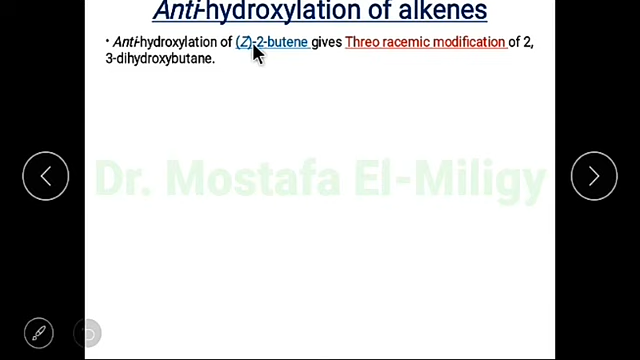 Anti-hydroxylation of alkenes
• Anti-hydroxylation of (Z)-2-butene gives Threo racemic modification of 2,
3-dihydroxybutane.
Dr. Mostafa El-Miligy